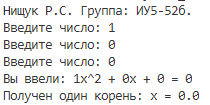 Нищук Р.С. Группа: ИУ5-52б.
Введите число: 1
Введите число: 0
Введите число: 0
Вы ввели: 1x^2 + 0x + 0 = 0
Получен один корень: x = 0.0